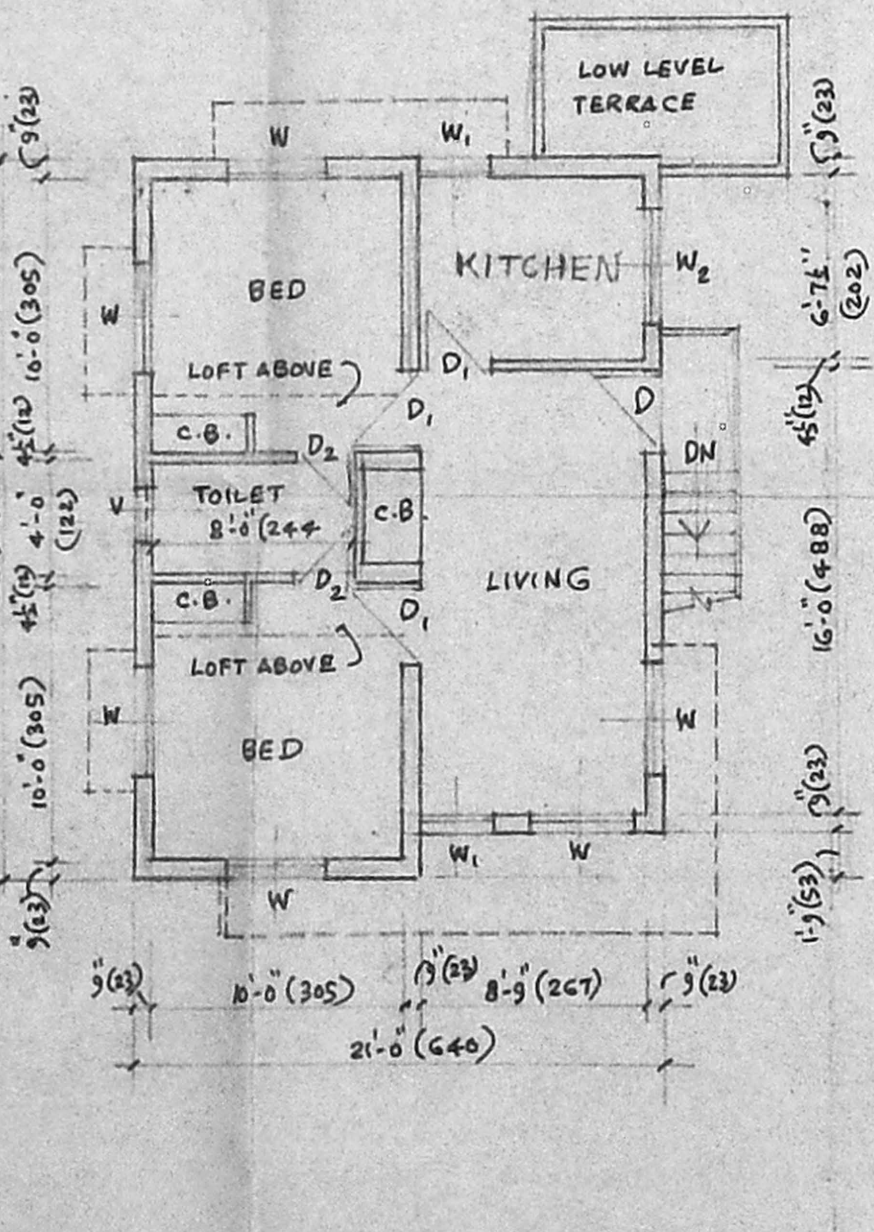 LOW LEVEL
TERRACE
9"(23)
9"(23)
W
W1
KITCHEN
W2
BED
W
10'-0"(305)
6'-7½"
(202)
LOFT ABOVE
D1
D1
D
4½"(12)
C.B.
D2
DN
4½"(12)
TOILET
8'-0"(244
C.B
V
4'-0"
(122)
LIVING
16'-0"(488)
C.B.
D2
D1
4½"(12)
LOFT ABOVE
BED
W
W
10'-0"(305)
9"(23)
W1
W
W
9"(23)
1'-9"(53)
9"(23)
10'-0"(305)
9"(23)
8'-9"(267)
9"(23)
21'-0"(640)